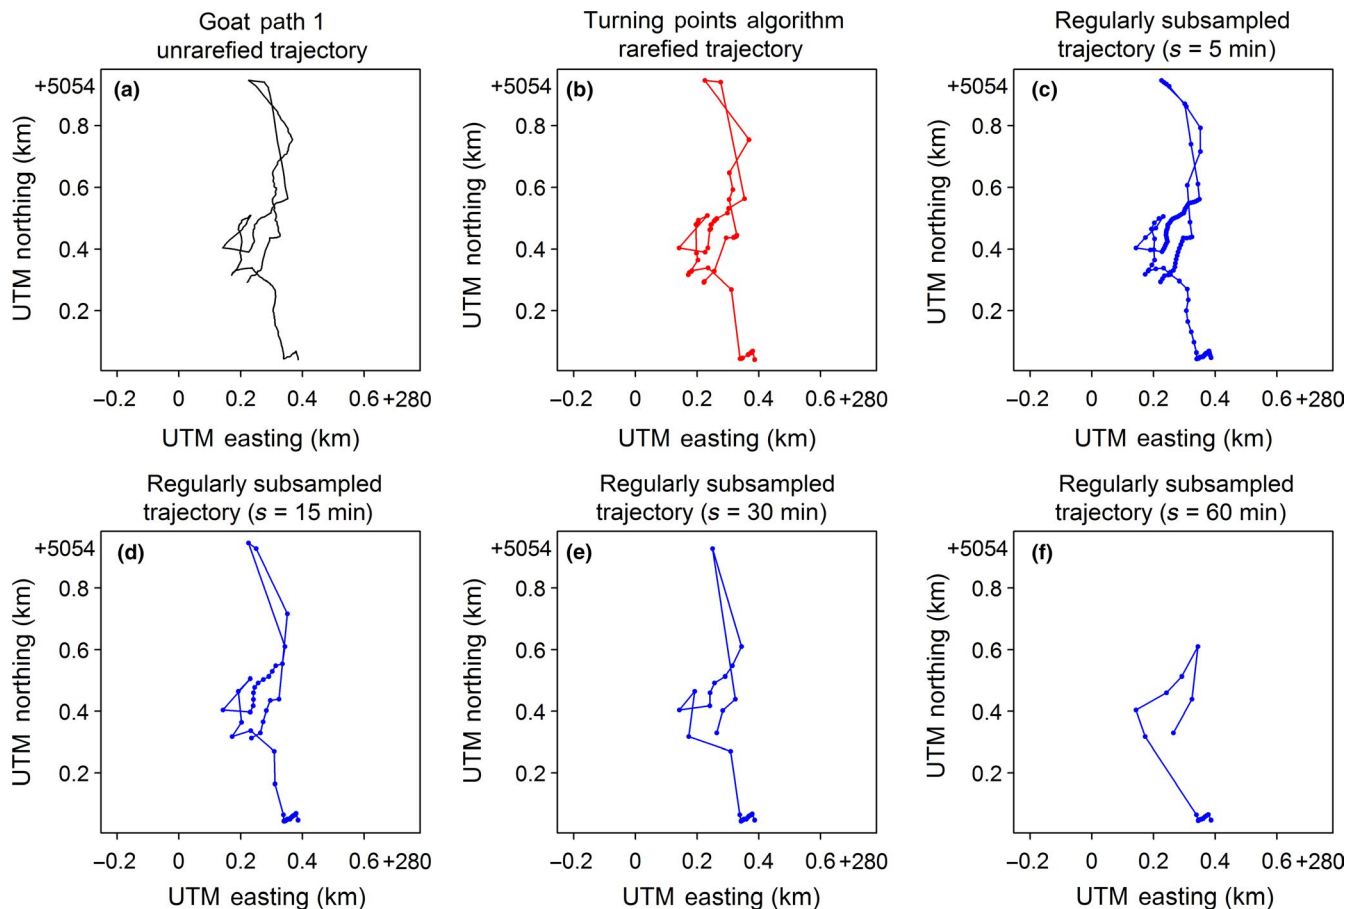 Goat path 1
unrarefied trajectory
(a)
+5054
0.8
0.6
0.4
0.2
UTM northing (km)
−0.2 0 0.2 0.4 0.6 +280
UTM easting (km)
Turning points algorithm
rarefied trajectory
(b)
+5054
0.8
0.6
0.4
0.2
UTM northing (km)
−0.2 0 0.2 0.4 0.6 +280
UTM easting (km)
Regularly subsampled
trajectory (s = 5 min)
(c)
+5054
0.8
0.6
0.4
0.2
UTM northing (km)
−0.2 0 0.2 0.4 0.6 +280
UTM easting (km)
Regularly subsampled
trajectory (s = 15 min)
(d)
+5054
0.8
0.6
0.4
0.2
UTM northing (km)
−0.2 0 0.2 0.4 0.6 +280
UTM easting (km)
Regularly subsampled
trajectory (s = 30 min)
(e)
+5054
0.8
0.6
0.4
0.2
UTM northing (km)
−0.2 0 0.2 0.4 0.6 +280
UTM easting (km)
Regularly subsampled
trajectory (s = 60 min)
(f)
+5054
0.8
0.6
0.4
0.2
UTM northing (km)
−0.2 0 0.2 0.4 0.6 +280
UTM easting (km)